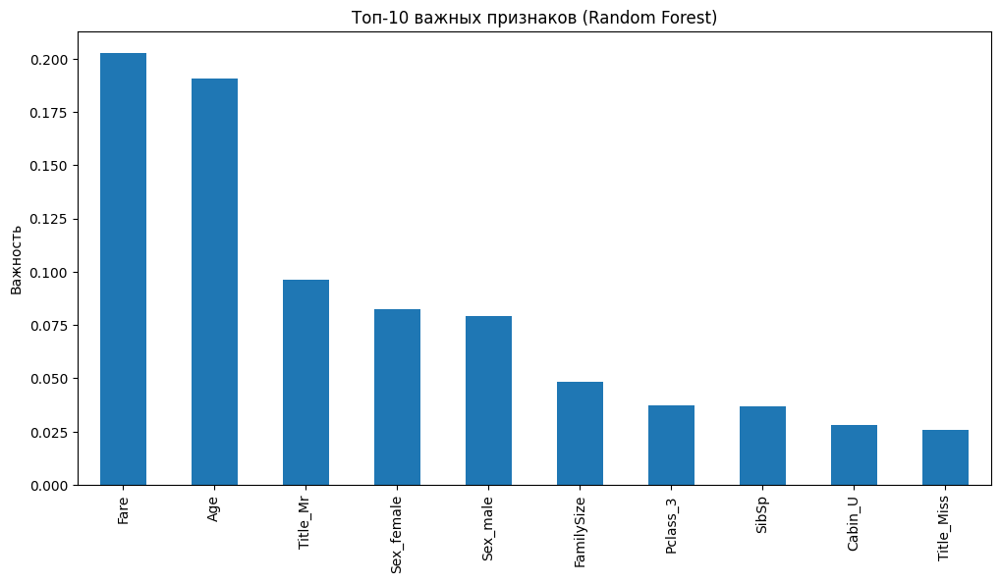 Топ-10 важных признаков (Random Forest)
Важность
0.200
0.175
0.150
0.125
0.100
0.075
0.050
0.025
0.000
Fare
Age
Title_Mr
Sex_female
Sex_male
FamilySize
Pclass_3
SibSp
Cabin_U
Title_Miss